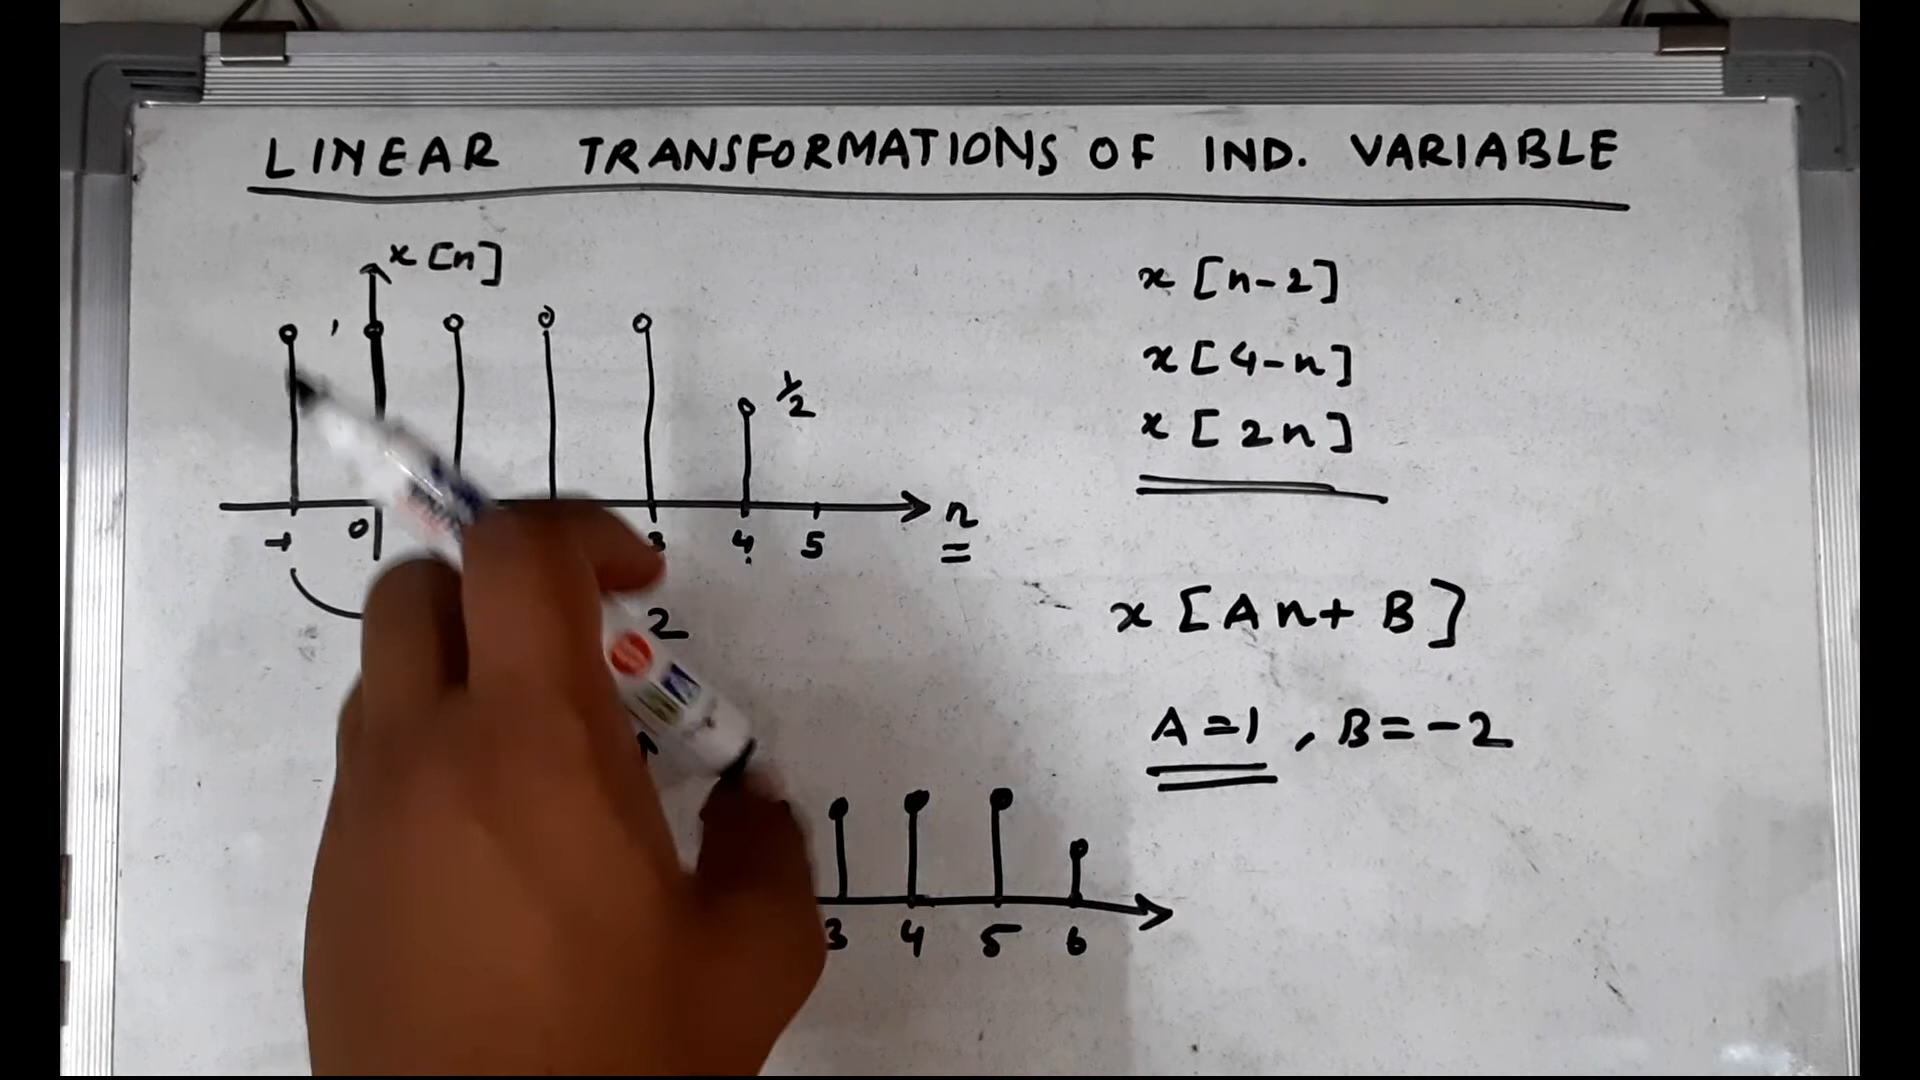 LINEAR TRANSFORMATIONS OF IND. VARIABLE
x[n]
1
1/2
-1 0 3 4 5 n
2
3 4 5 6
x[n-2]
x[4-n]
x[2n]
x[An+B]
A=1, B=-2